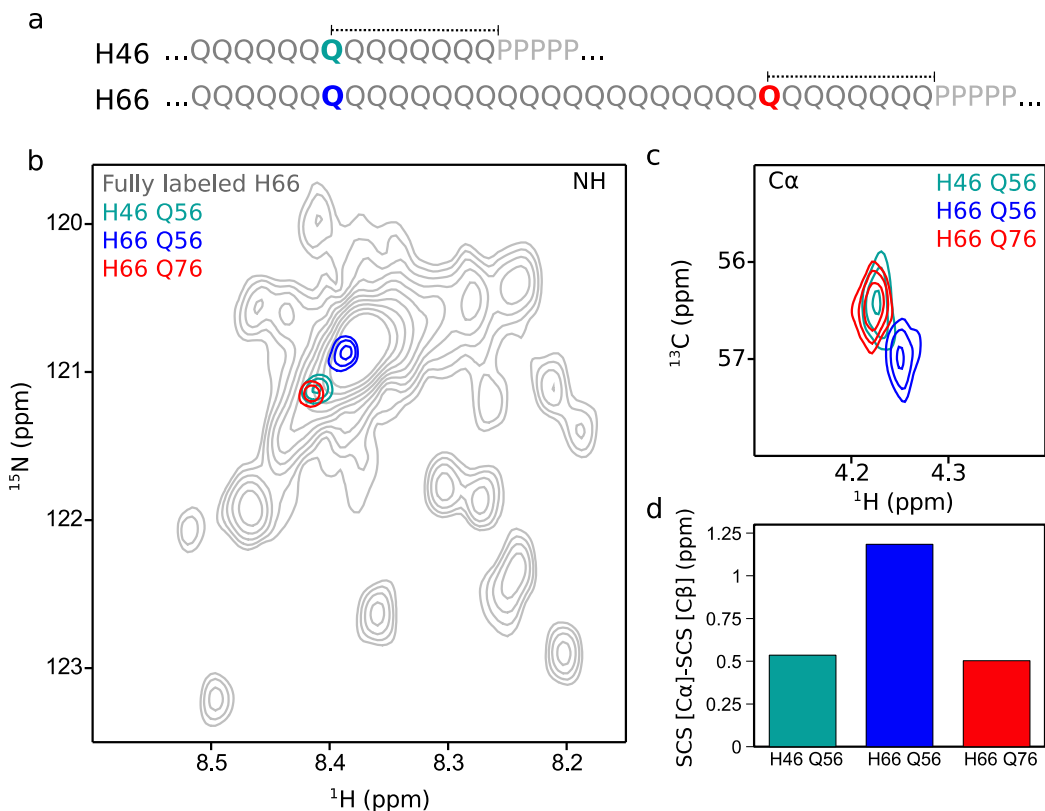 a
H46 ...QQQQQQQQQQQQQQPPPPP...
H66 ...QQQQQQQQQQQQQQQQQQQQQQQQQQQQQQQQQQPPPPP...
b
Fully labeled H66
H46 Q56
H66 Q56
H66 Q76
NH
120
121
122
123
¹⁵N (ppm)
8.5 8.4 8.3 8.2
¹H (ppm)
c
Cα
H46 Q56
H66 Q56
H66 Q76
56
57
¹³C (ppm)
4.2 4.3
¹H (ppm)
d
SCS [Cα]-SCS [Cβ] (ppm)
1.25
1
0.75
0.5
0.25
0
H46 Q56 H66 Q56 H66 Q76